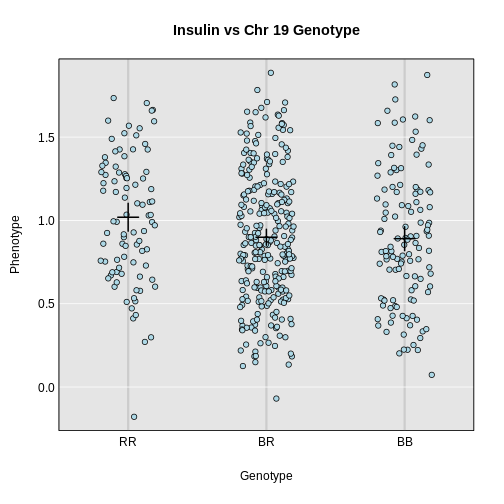 Insulin vs Chr 19 Genotype
Phenotype
1.5
1.0
0.5
0.0
RR BR BB
Genotype